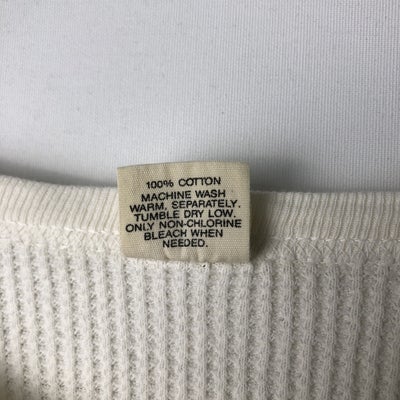 100% COTTON
MACHINE WASH
WARM, SEPARATELY.
TUMBLE DRY LOW.
ONLY NON-CHLORINE
BLEACH WHEN
NEEDED.